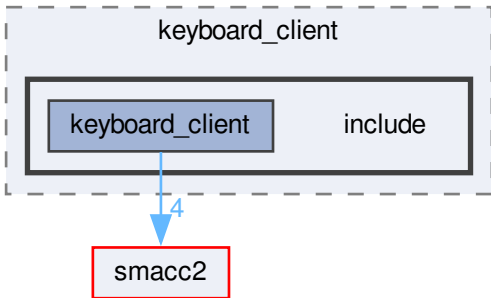 keyboard_client
keyboard_client include
4
smacc2